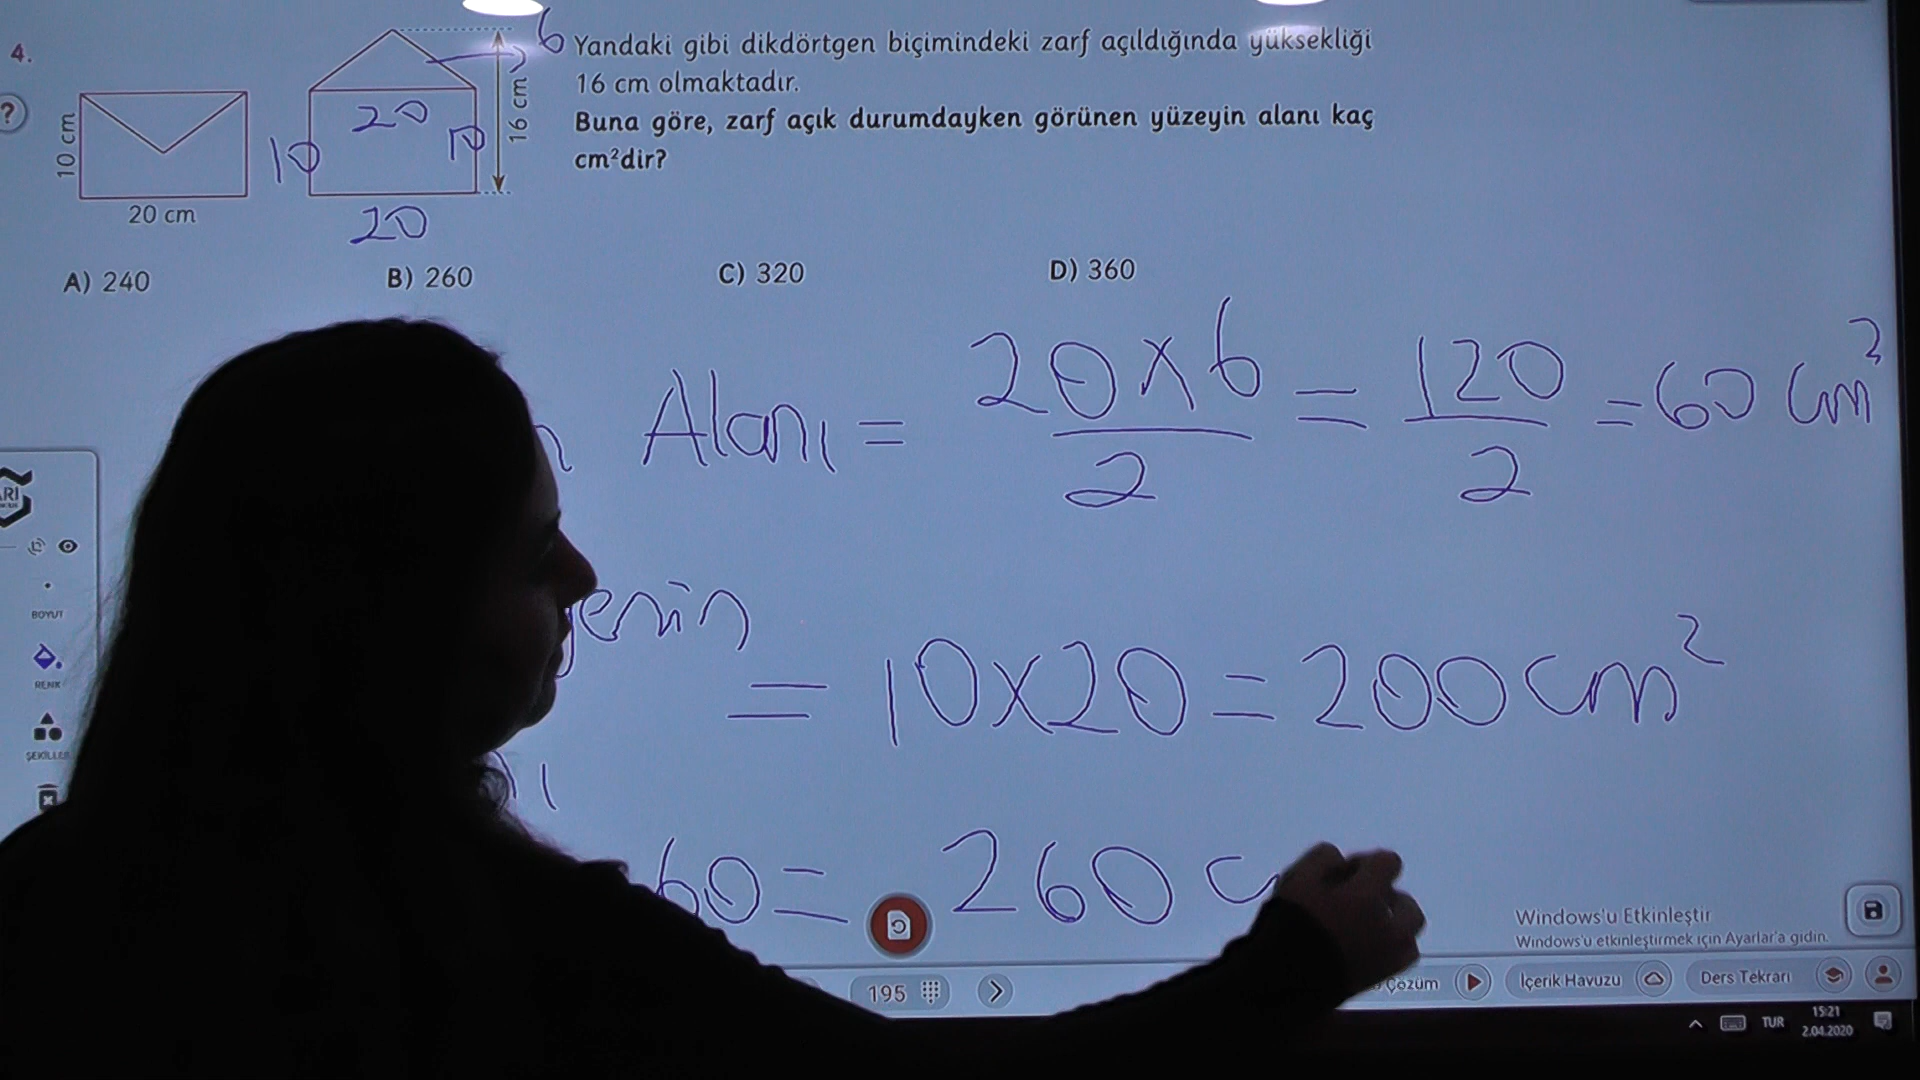 4.
6
Yandaki gibi dikdörtgen biçimindeki zarf açıldığında yüksekliği
16 cm olmaktadır.
Buna göre, zarf açık durumdayken görünen yüzeyin alanı kaç
cm²dir?
?
10 cm
20 cm
20
10
10
20
16 cm
A) 240
B) 260
C) 320
D) 360
n Alanı = 20x6/2 = 120/2 = 60 cm²
genin
= 10x20 = 200 cm²
60 = 260 c
ARI
BOYUT
RENK
ŞEKİLLER
Windows'u Etkinleştir
Windows'u etkinleştirmek için Ayarlar'a gidin.
195
Çözüm
İçerik Havuzu
Ders Tekrarı
TUR
15:21
2.04.2020